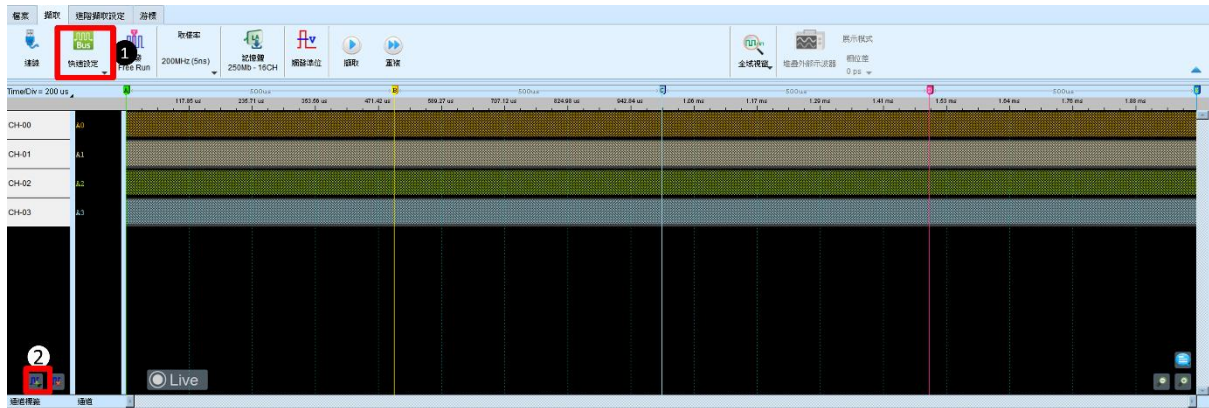 檔案 擷取 進階擷取設定 游標
連線
Bus
快速設定
1
Free Run
取樣率
200MHz (5ns)
記憶體
250Mb - 16CH
觸發準位
擷取
重複
全域視窗
堆疊外部示波器
展示模式
相位差
0 ps
Time/Div = 200 us
A 500us B 500us C 500us D 500us
117.85 us 235.71 us 353.56 us 471.42 us 589.27 us 707.12 us 824.98 us 942.84 us 1.06 ms 1.17 ms 1.29 ms 1.41 ms 1.53 ms 1.64 ms 1.76 ms 1.88 ms
CH-00 A0
CH-01 A1
CH-02 A2
CH-03 A3
2
Live
通道標籤 通道